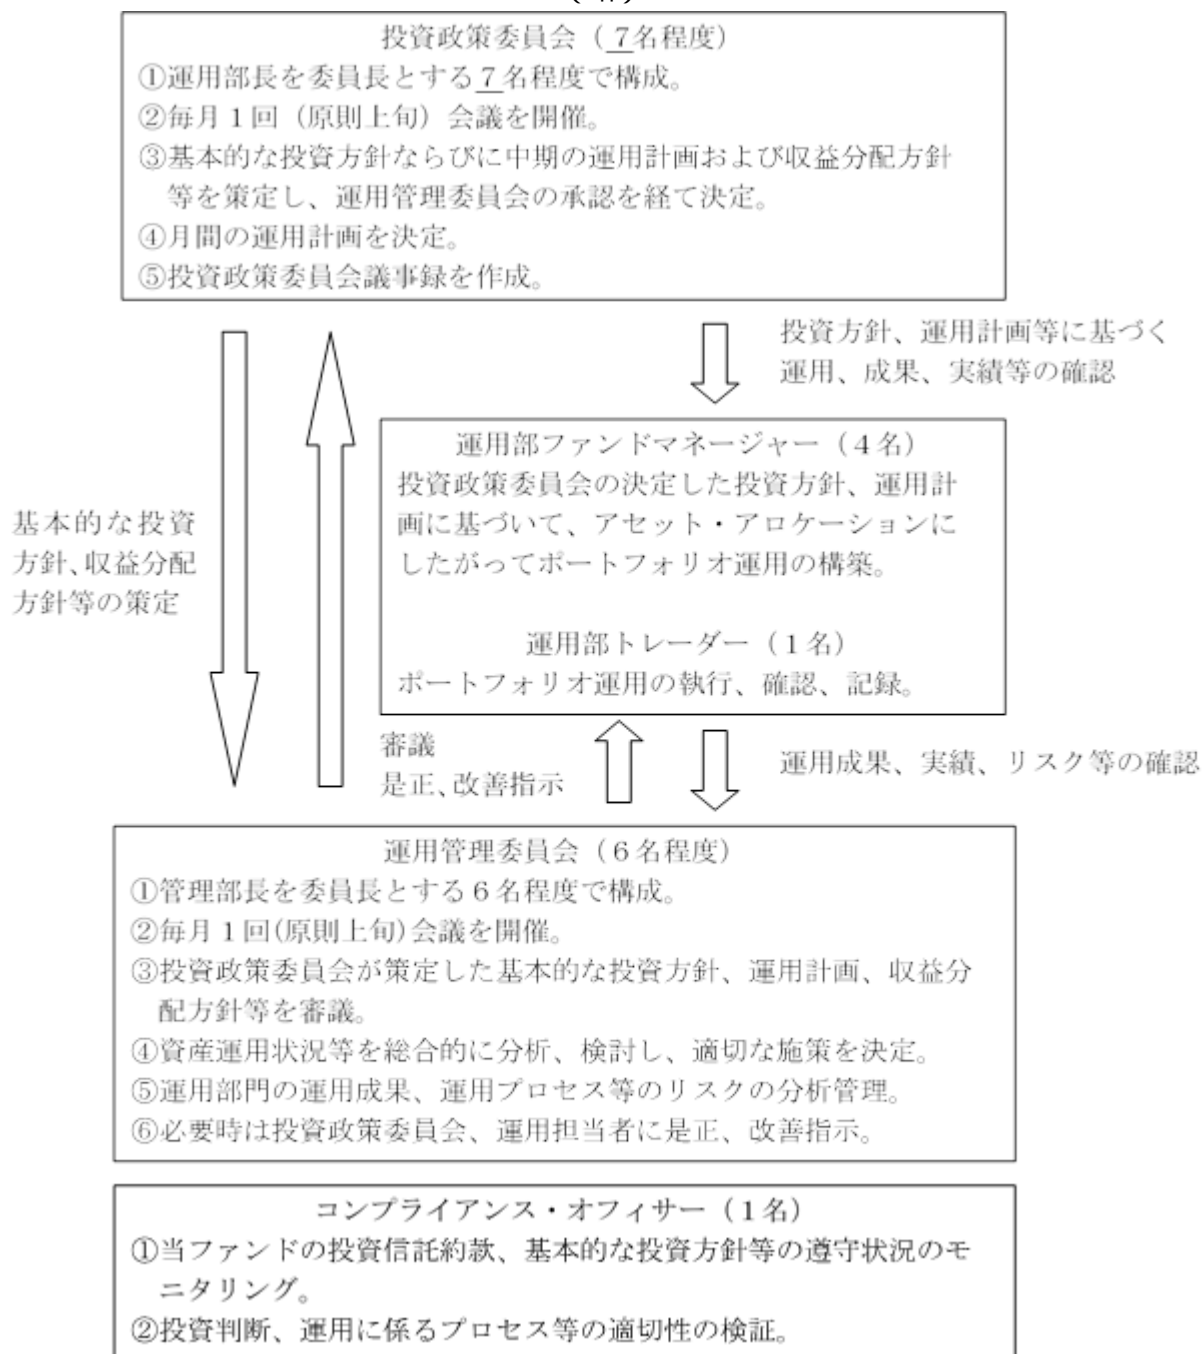 投資政策委員会（7名程度）
①運用部長を委員長とする7名程度で構成。
②毎月1回（原則上旬）会議を開催。
③基本的な投資方針ならびに中期の運用計画および収益分配方針
等を策定し、運用管理委員会の承認を経て決定。
④月間の運用計画を決定。
⑤投資政策委員会議事録を作成。
投資方針、運用計画等に基づく
運用、成果、実績等の確認
運用部ファンドマネージャー（4名）
投資政策委員会の決定した投資方針、運用計
画に基づいて、アセット・アロケーションに
したがってポートフォリオ運用の構築。
基本的な投資
方針、収益分配
方針等の策定
運用部トレーダー（1名）
ポートフォリオ運用の執行、確認、記録。
審議
是正、改善指示
運用成果、実績、リスク等の確認
運用管理委員会（6名程度）
①管理部長を委員長とする6名程度で構成。
②毎月1回(原則上旬)会議を開催。
③投資政策委員会が策定した基本的な投資方針、運用計画、収益分
配方針等を審議。
④資産運用状況等を総合的に分析、検討し、適切な施策を決定。
⑤運用部門の運用成果、運用プロセス等のリスクの分析管理。
⑥必要時は投資政策委員会、運用担当者に是正、改善指示。
コンプライアンス・オフィサー（1名）
①当ファンドの投資信託約款、基本的な投資方針等の遵守状況のモ
ニタリング。
②投資判断、運用に係るプロセス等の適切性の検証。